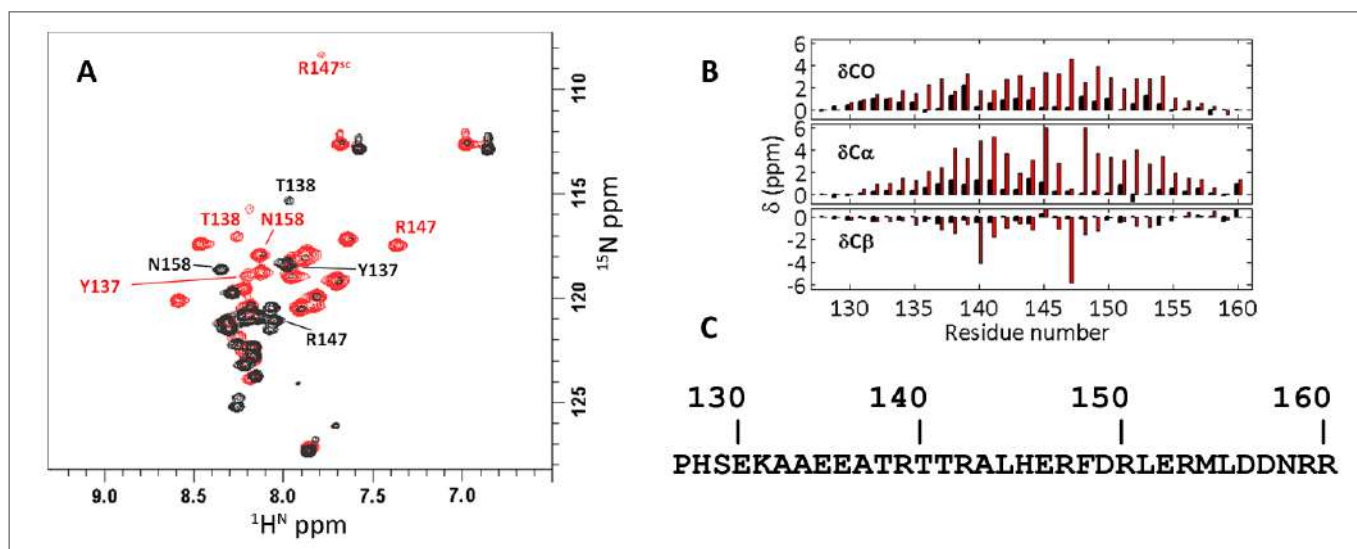 A
R147sc
T138
T138
N158
R147
N158
Y137
Y137
R147
110
115
120
125
15N ppm
9.0 8.5 8.0 7.5 7.0
1HN ppm
B
δCO
6
4
2
0
δCα
6
4
2
0
δCβ
0
-2
-4
-6
δ (ppm)
130 135 140 145 150 155 160
Residue number
C
130 140 150 160
PHSEKAAEEATRTTRALHERFDRLERMLDDNRR